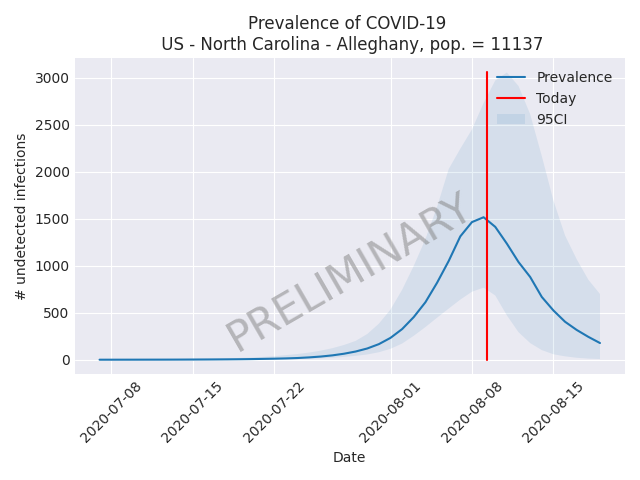 Prevalence of COVID-19
US - North Carolina - Alleghany, pop. = 11137
# undetected infections
3000
2500
2000
1500
1000
500
0
Prevalence
Today
95CI
PRELIMINARY
2020-07-08
2020-07-15
2020-07-22
2020-08-01
2020-08-08
2020-08-15
Date